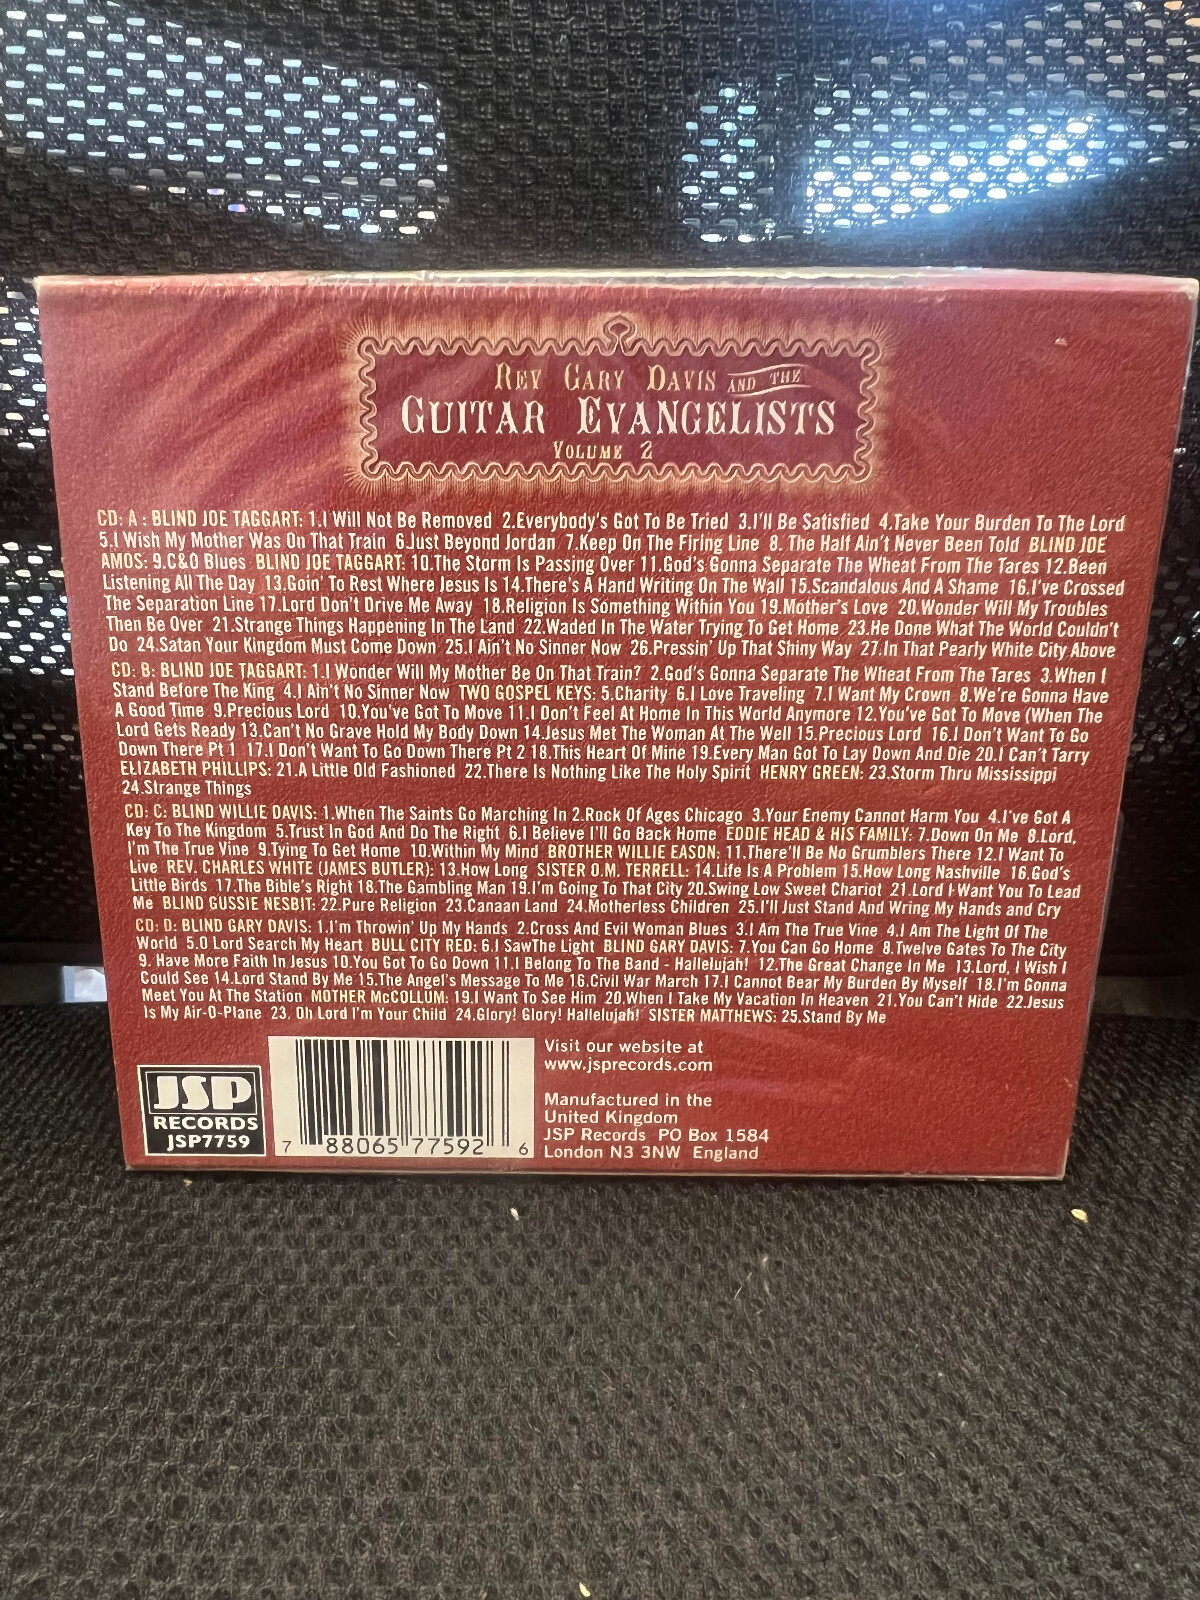 REV GARY DAVIS AND THE
GUITAR EVANGELISTS
VOLUME 2
CD: A : BLIND JOE TAGGART: 1.I Will Not Be Removed 2.Everybody's Got To Be Tried 3.I'll Be Satisfied 4.Take Your Burden To The Lord
5.I Wish My Mother Was On That Train 6.Just Beyond Jordan 7.Keep On The Firing Line 8. The Half Ain't Never Been Told BLIND JOE
AMOS: 9.C&O Blues BLIND JOE TAGGART: 10.The Storm Is Passing Over 11.God's Gonna Separate The Wheat From The Tares 12.Been
Listening All The Day 13.Goin' To Rest Where Jesus Is 14.There's A Hand Writing On The Wall 15.Scandalous And A Shame 16.I've Crossed
The Separation Line 17.Lord Don't Drive Me Away 18.Religion Is Something Within You 19.Mother's Love 20.Wonder Will My Troubles
Then Be Over 21.Strange Things Happening In The Land 22.Waded In The Water Trying To Get Home 23.He Done What The World Couldn't
Do 24.Satan Your Kingdom Must Come Down 25.I Ain't No Sinner Now 26.Pressin' Up That Shiny Way 27.In That Pearly White City Above
CD: B: BLIND JOE TAGGART: 1.I Wonder Will My Mother Be On That Train? 2.God's Gonna Separate The Wheat From The Tares 3.When I
Stand Before The King 4.I Ain't No Sinner Now TWO GOSPEL KEYS: 5.Charity 6.I Love Traveling 7.I Want My Crown 8.We're Gonna Have
A Good Time 9.Precious Lord 10.You've Got To Move 11.I Don't Feel At Home In This World Anymore 12.You've Got To Move (When The
Lord Gets Ready 13.Can't No Grave Hold My Body Down 14.Jesus Met The Woman At The Well 15.Precious Lord 16.I Don't Want To Go
Down There Pt 1 17.I Don't Want To Go Down There Pt 2 18.This Heart Of Mine 19.Every Man Got To Lay Down And Die 20.I Can't Tarry
ELIZABETH PHILLIPS: 21.A Little Old Fashioned 22.There Is Nothing Like The Holy Spirit HENRY GREEN: 23.Storm Thru Mississippi
24.Strange Things
CD: C: BLIND WILLIE DAVIS: 1.When The Saints Go Marching In 2.Rock Of Ages Chicago 3.Your Enemy Cannot Harm You 4.I've Got A
Key To The Kingdom 5.Trust In God And Do The Right 6.I Believe I'll Go Back Home EDDIE HEAD & HIS FAMILY: 7.Down On Me 8.Lord,
I'm The True Vine 9.Tying To Get Home 10.Within My Mind BROTHER WILLIE EASON: 11.There'll Be No Grumblers There 12.I Want To
Live REV. CHARLES WHITE (JAMES BUTLER): 13.How Long SISTER O.M. TERRELL: 14.Life Is A Problem 15.How Long Nashville 16.God's
Little Birds 17.The Bible's Right 18.The Gambling Man 19.I'm Going To That City 20.Swing Low Sweet Chariot 21.Lord I Want You To Lead
Me BLIND GUSSIE NESBIT: 22.Pure Religion 23.Canaan Land 24.Motherless Children 25.I'll Just Stand And Wring My Hands and Cry
CD: D: BLIND GARY DAVIS: 1.I'm Throwin' Up My Hands 2.Cross And Evil Woman Blues 3.I Am The True Vine 4.I Am The Light Of The
World 5.O Lord Search My Heart BULL CITY RED: 6.I SawThe Light BLIND GARY DAVIS: 7.You Can Go Home 8.Twelve Gates To The City
9. Have More Faith In Jesus 10.You Got To Go Down 11.I Belong To The Band - Hallelujah! 12.The Great Change In Me 13.Lord, I Wish I
Could See 14.Lord Stand By Me 15.The Angel's Message To Me 16.Civil War March 17.I Cannot Bear My Burden By Myself 18.I'm Gonna
Meet You At The Station MOTHER McCOLLUM: 19.I Want To See Him 20.When I Take My Vacation In Heaven 21.You Can't Hide 22.Jesus
Is My Air-O-Plane 23. Oh Lord I'm Your Child 24.Glory! Glory! Hallelujah! SISTER MATTHEWS: 25.Stand By Me
JSP
RECORDS
JSP7759
7 88065 77592 6
Visit our website at
www.jsprecords.com
Manufactured in the
United Kingdom
JSP Records PO Box 1584
London N3 3NW England